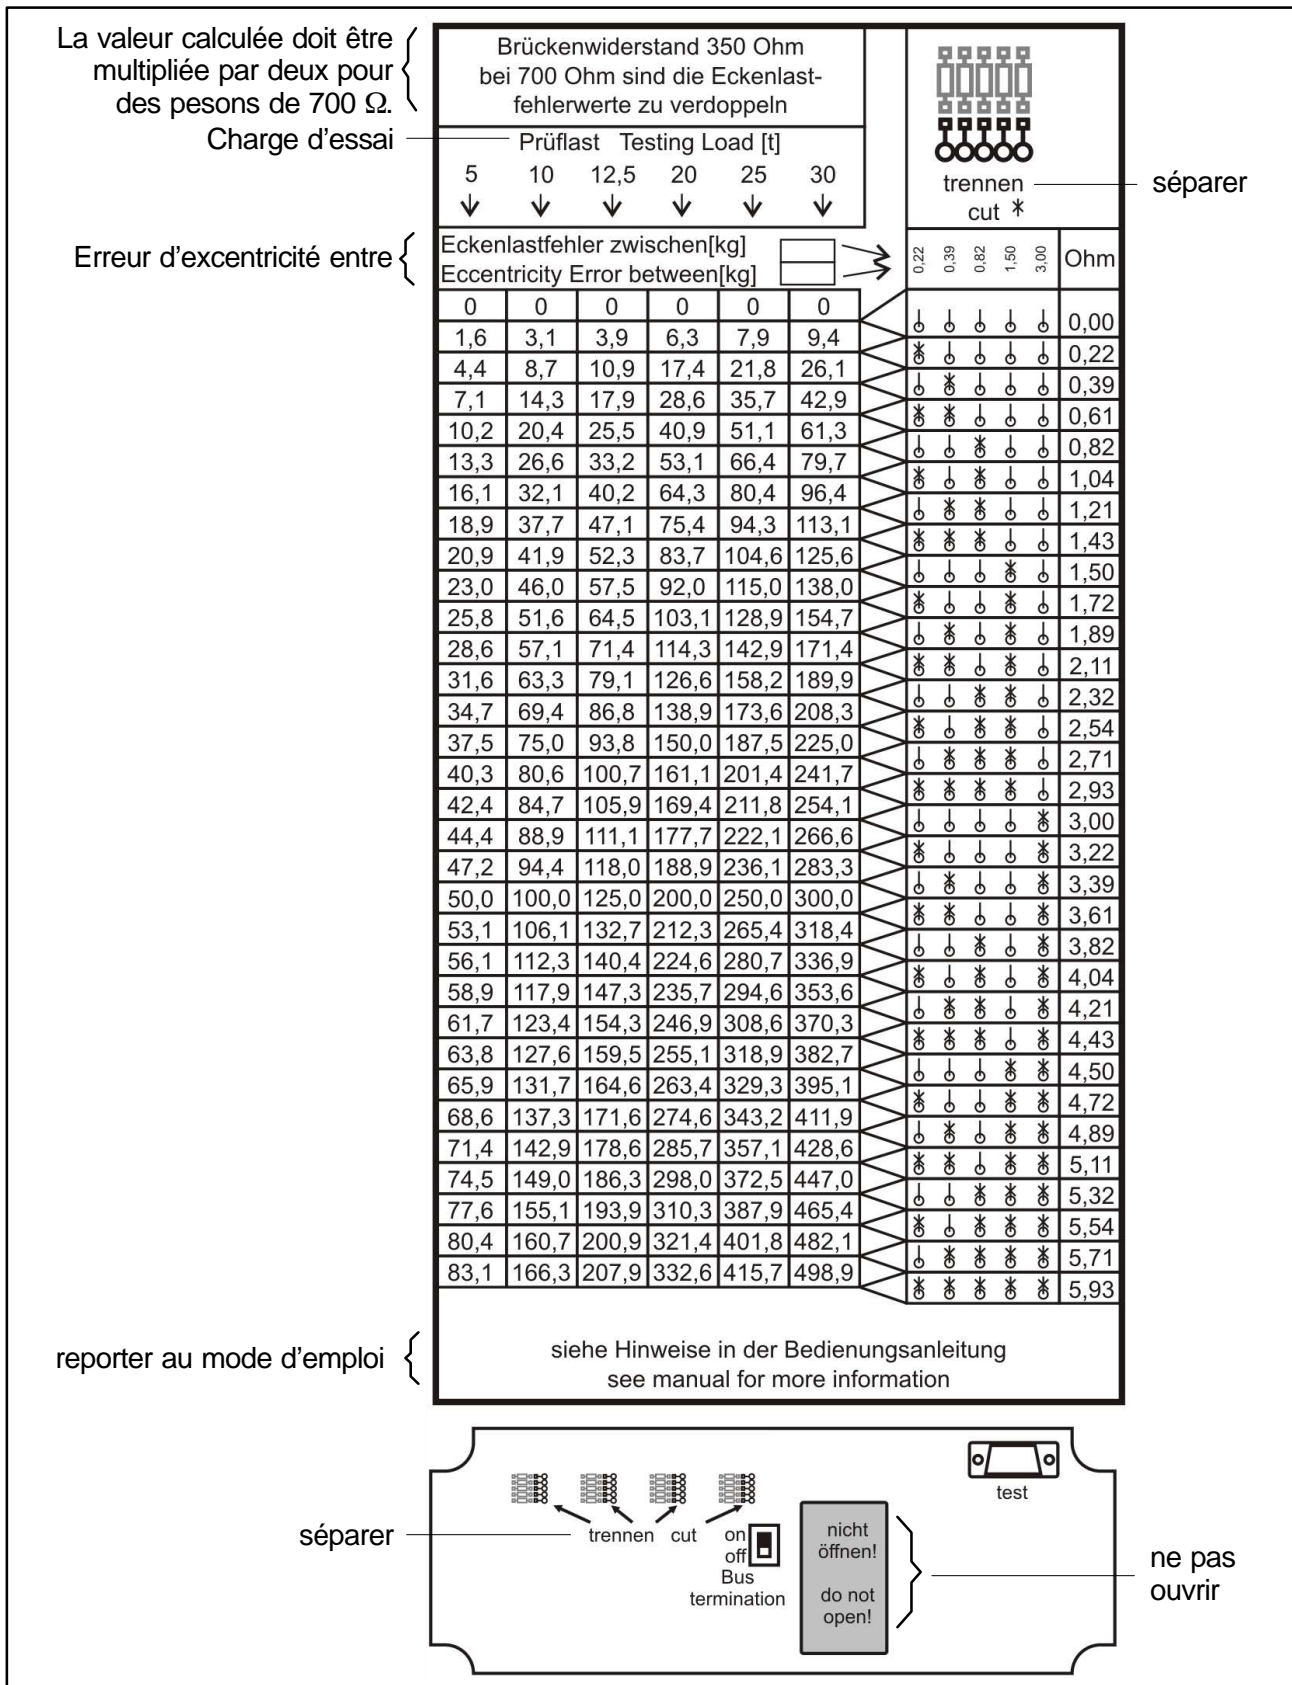 La valeur calculée doit être
multipliée par deux pour
des pesons de 700 Ω.
Brückenwiderstand 350 Ohm
bei 700 Ohm sind die Eckenlast-
fehlerwerte zu verdoppeln
Charge d'essai
Prüflast Testing Load [t]
5 10 12,5 20 25 30
trennen
cut
séparer
Erreur d'excentricité entre
Eckenlastfehler zwischen[kg]
Eccentricity Error between[kg]
0,22 0,39 0,82 1,50 3,00 Ohm
0 0 0 0 0 0
0,00
1,6 3,1 3,9 6,3 7,9 9,4
0,22
4,4 8,7 10,9 17,4 21,8 26,1
0,39
7,1 14,3 17,9 28,6 35,7 42,9
0,61
10,2 20,4 25,5 40,9 51,1 61,3
0,82
13,3 26,6 33,2 53,1 66,4 79,7
1,04
16,1 32,1 40,2 64,3 80,4 96,4
1,21
18,9 37,7 47,1 75,4 94,3 113,1
1,43
20,9 41,9 52,3 83,7 104,6 125,6
1,50
23,0 46,0 57,5 92,0 115,0 138,0
1,72
25,8 51,6 64,5 103,1 128,9 154,7
1,89
28,6 57,1 71,4 114,3 142,9 171,4
2,11
31,6 63,3 79,1 126,6 158,2 189,9
2,32
34,7 69,4 86,8 138,9 173,6 208,3
2,54
37,5 75,0 93,8 150,0 187,5 225,0
2,71
40,3 80,6 100,7 161,1 201,4 241,7
2,93
42,4 84,7 105,9 169,4 211,8 254,1
3,00
44,4 88,9 111,1 177,7 222,1 266,6
3,22
47,2 94,4 118,0 188,9 236,1 283,3
3,39
50,0 100,0 125,0 200,0 250,0 300,0
3,61
53,1 106,1 132,7 212,3 265,4 318,4
3,82
56,1 112,3 140,4 224,6 280,7 336,9
4,04
58,9 117,9 147,3 235,7 294,6 353,6
4,21
61,7 123,4 154,3 246,9 308,6 370,3
4,43
63,8 127,6 159,5 255,1 318,9 382,7
4,50
65,9 131,7 164,6 263,4 329,3 395,1
4,72
68,6 137,3 171,6 274,6 343,2 411,9
4,89
71,4 142,9 178,6 285,7 357,1 428,6
5,11
74,5 149,0 186,3 298,0 372,5 447,0
5,32
77,6 155,1 193,9 310,3 387,9 465,4
5,54
80,4 160,7 200,9 321,4 401,8 482,1
5,71
83,1 166,3 207,9 332,6 415,7 498,9
5,93
reporter au mode d'emploi
siehe Hinweise in der Bedienungsanleitung
see manual for more information
test
séparer
trennen cut
on
off
Bus
termination
nicht
öffnen!
do not
open!
ne pas
ouvrir